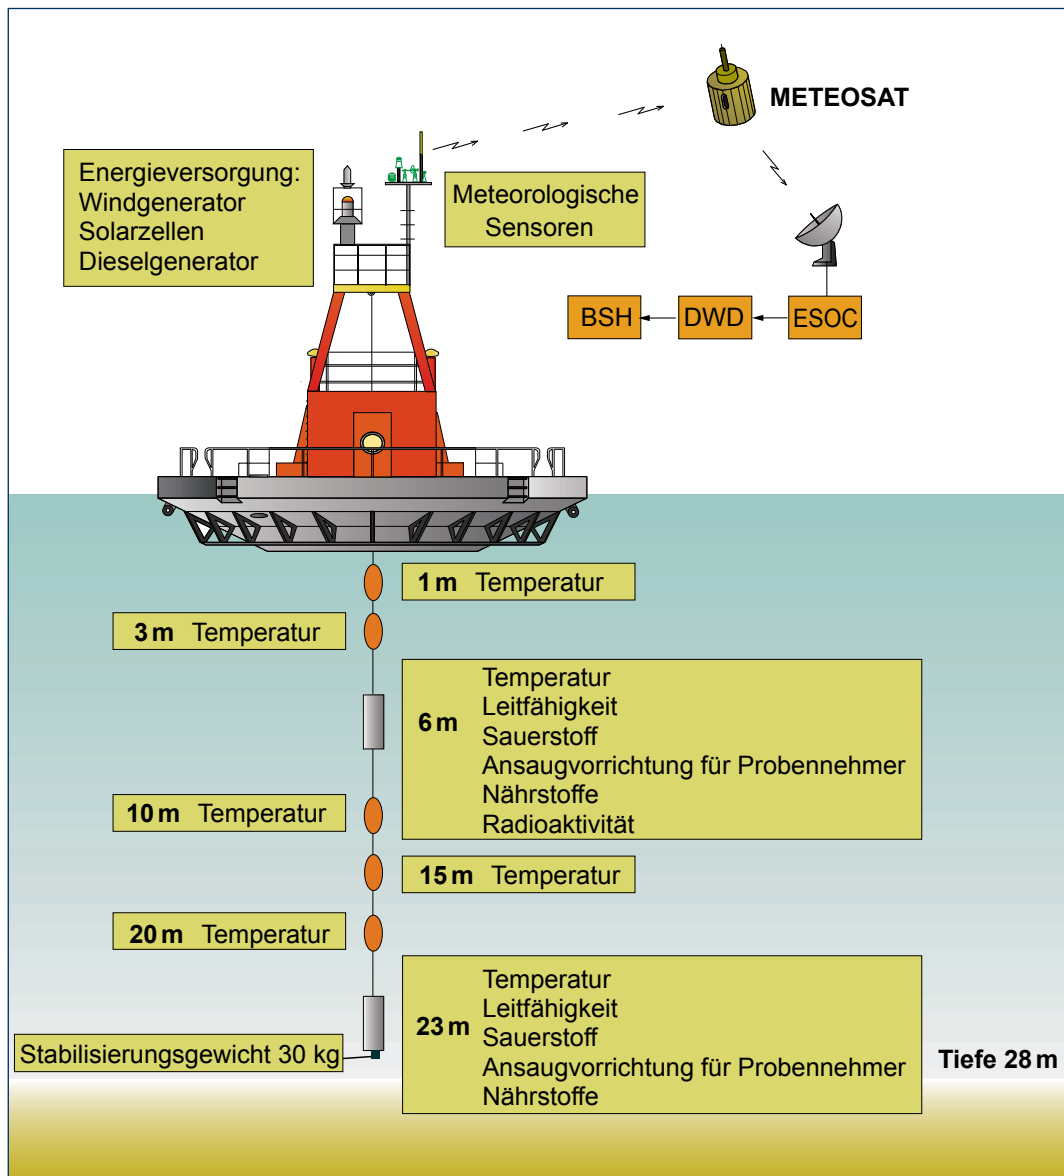 METEOSAT
Energieversorgung:
Windgenerator
Solarzellen
Dieselgenerator
Meteorologische
Sensoren
BSH
DWD
ESOC
1 m Temperatur
3 m Temperatur
6 m
Temperatur
Leitfähigkeit
Sauerstoff
Ansaugvorrichtung für Probennehmer
Nährstoffe
Radioaktivität
10 m Temperatur
15 m Temperatur
20 m Temperatur
23 m
Temperatur
Leitfähigkeit
Sauerstoff
Ansaugvorrichtung für Probennehmer
Nährstoffe
Stabilisierungsgewicht 30 kg
Tiefe 28 m